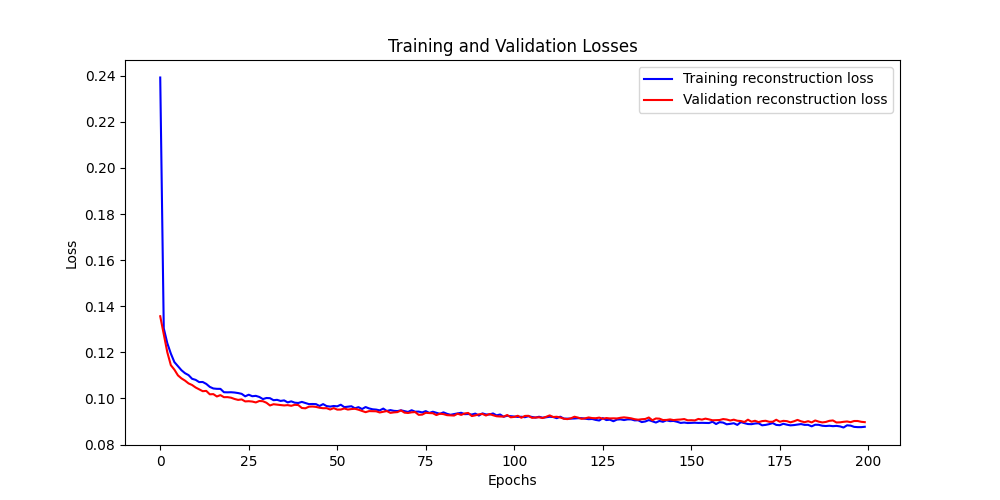 Training and Validation Losses
Training reconstruction loss
Validation reconstruction loss
Loss
0.24
0.22
0.20
0.18
0.16
0.14
0.12
0.10
0.08
0 25 50 75 100 125 150 175 200
Epochs